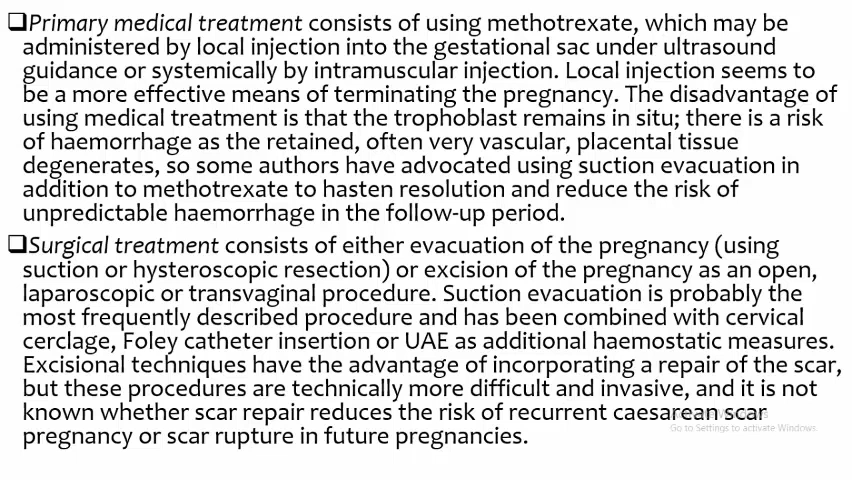 ❑Primary medical treatment consists of using methotrexate, which may be
administered by local injection into the gestational sac under ultrasound
guidance or systemically by intramuscular injection. Local injection seems to
be a more effective means of terminating the pregnancy. The disadvantage of
using medical treatment is that the trophoblast remains in situ; there is a risk
of haemorrhage as the retained, often very vascular, placental tissue
degenerates, so some authors have advocated using suction evacuation in
addition to methotrexate to hasten resolution and reduce the risk of
unpredictable haemorrhage in the follow-up period.
❑Surgical treatment consists of either evacuation of the pregnancy (using
suction or hysteroscopic resection) or excision of the pregnancy as an open,
laparoscopic or transvaginal procedure. Suction evacuation is probably the
most frequently described procedure and has been combined with cervical
cerclage, Foley catheter insertion or UAE as additional haemostatic measures.
Excisional techniques have the advantage of incorporating a repair of the scar,
but these procedures are technically more difficult and invasive, and it is not
known whether scar repair reduces the risk of recurrent caesarean scar
pregnancy or scar rupture in future pregnancies.
Activate Windows
Go to Settings to activate Windows.